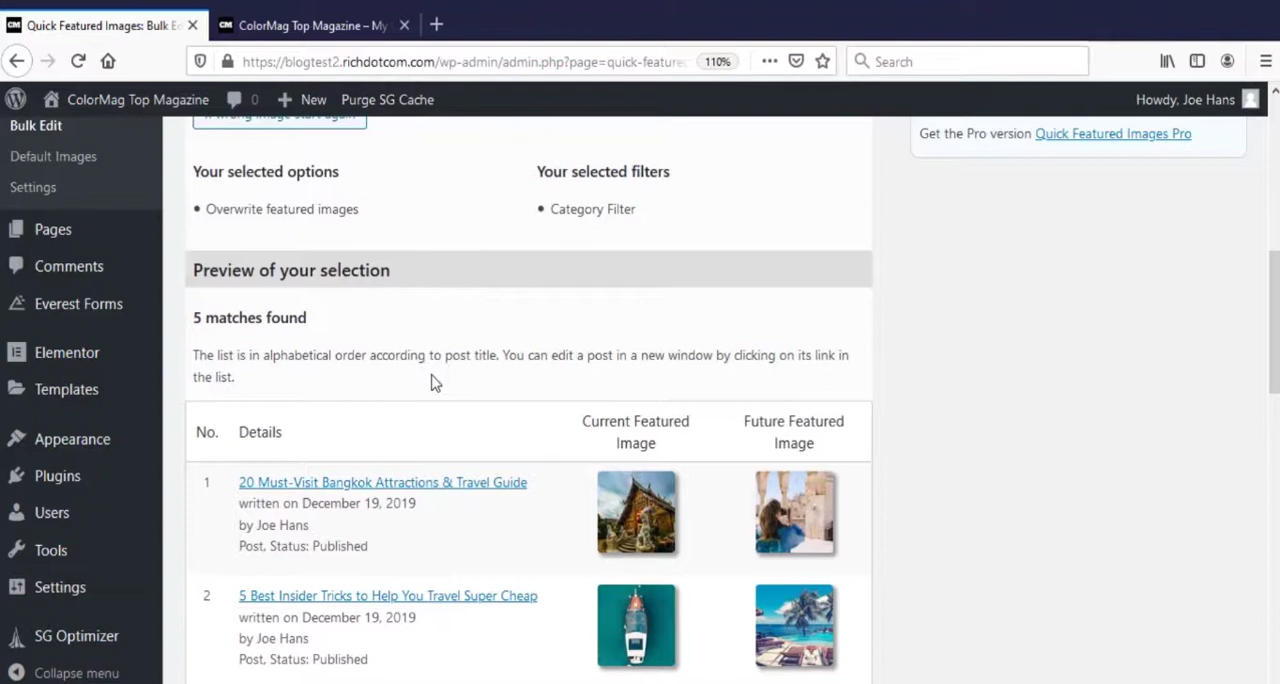 CM Quick Featured Images: Bulk Ed
CM ColorMag Top Magazine – My
https://blogtest2.richdotcom.com/wp-admin/admin.php?page=quick-feature
110%
Search
ColorMag Top Magazine
0
New
Purge SG Cache
Howdy, Joe Hans
Bulk Edit
Default Images
Settings
Pages
Comments
Everest Forms
Elementor
Templates
Appearance
Plugins
Users
Tools
Settings
SG Optimizer
Collapse menu
Get the Pro version Quick Featured Images Pro
If wrong image start again
Your selected options
• Overwrite featured images
Your selected filters
• Category Filter
Preview of your selection
5 matches found
The list is in alphabetical order according to post title. You can edit a post in a new window by clicking on its link in
the list.
No.
Details
Current Featured
Image
Future Featured
Image
1
20 Must-Visit Bangkok Attractions & Travel Guide
written on December 19, 2019
by Joe Hans
Post, Status: Published
2
5 Best Insider Tricks to Help You Travel Super Cheap
written on December 19, 2019
by Joe Hans
Post, Status: Published